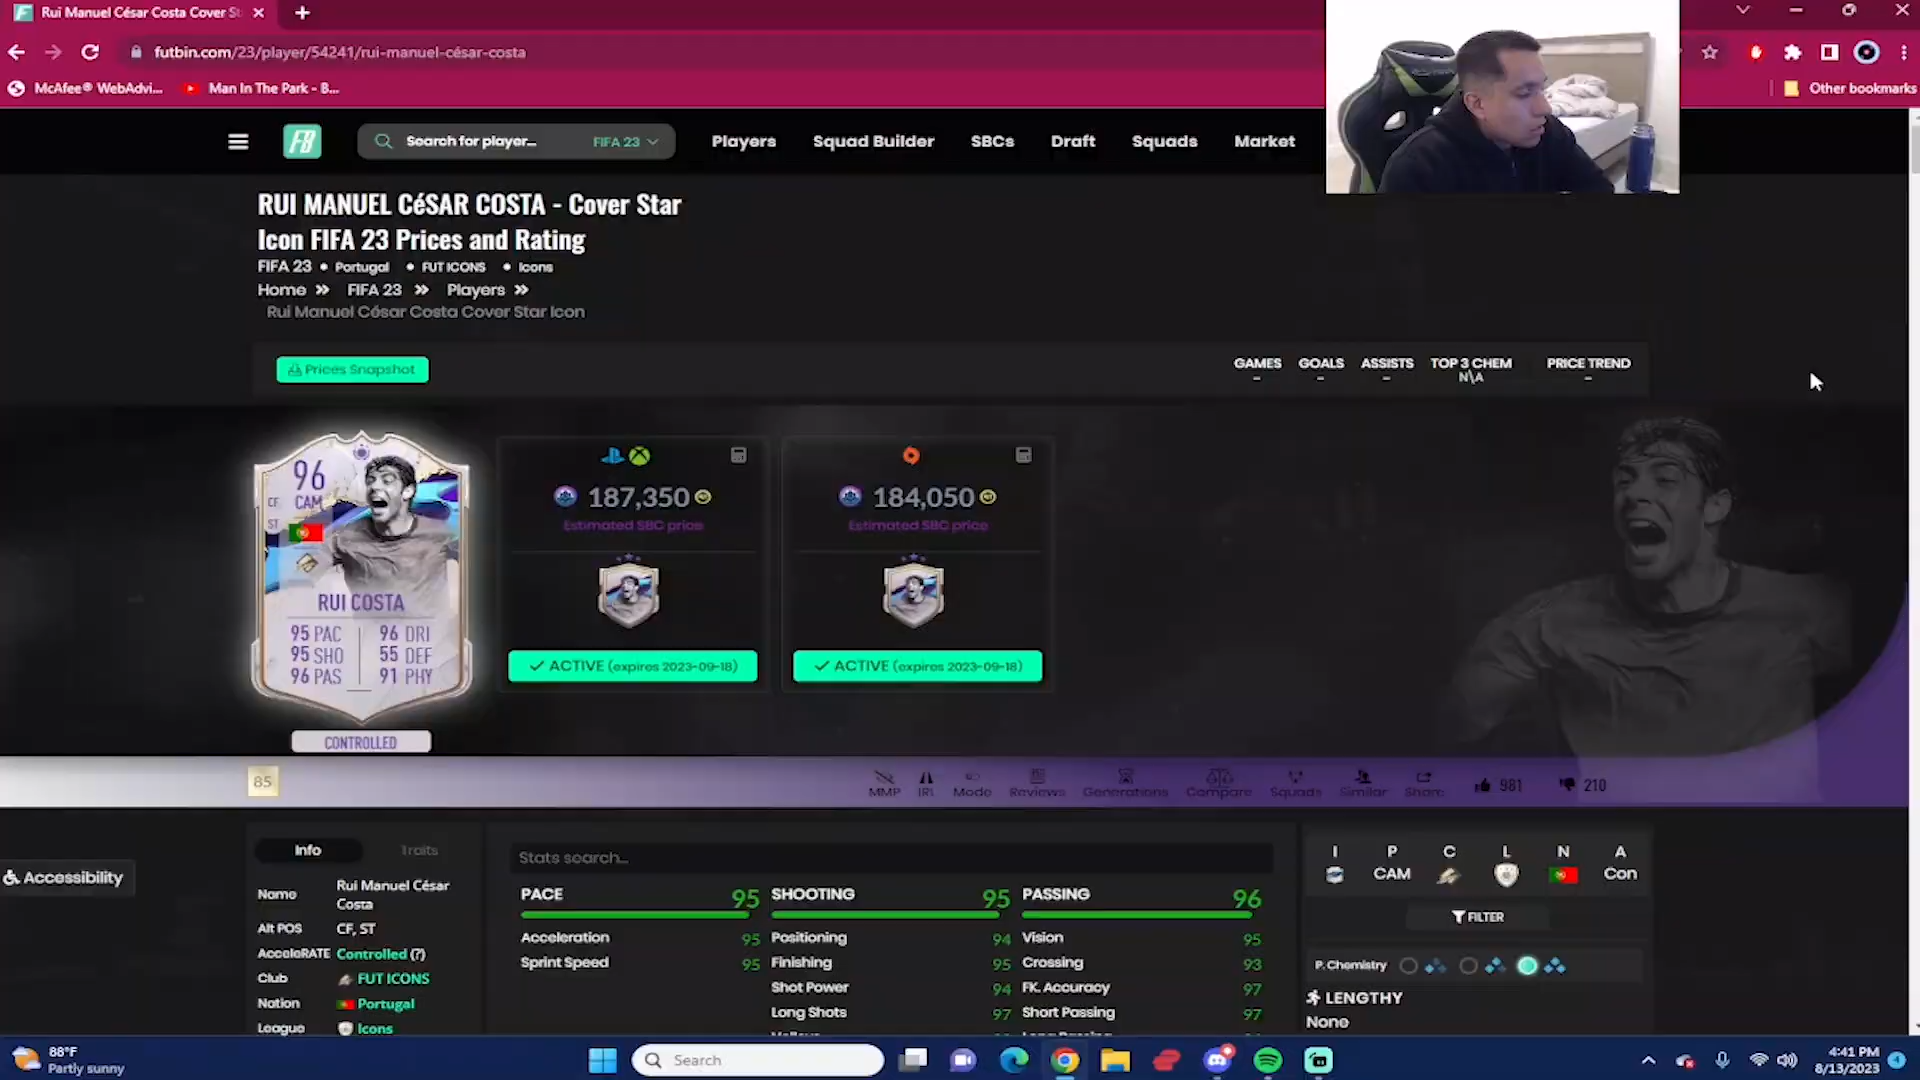 Rui Manuel César Costa Cover St
futbin.com/23/player/54241/rui-manuel-césar-costa
McAfee® WebAdvi... Man In The Park - B... Other bookmarks
FB Search for player... FIFA 23 Players Squad Builder SBCs Draft Squads Market
RUI MANUEL CéSAR COSTA - Cover Star
Icon FIFA 23 Prices and Rating
FIFA 23 • Portugal • FUT ICONS • Icons
Home » FIFA 23 » Players »
Rui Manuel César Costa Cover Star Icon
Prices Snapshot
GAMES GOALS ASSISTS TOP 3 CHEM PRICE TREND
- - - N\A -
96
CAM
CF
ST
RUI COSTA
95 PAC 96 DRI
95 SHO 55 DEF
96 PAS 91 PHY
CONTROLLED
187,350
Estimated SBC price
ACTIVE (expires 2023-09-18)
184,050
Estimated SBC price
ACTIVE (expires 2023-09-18)
85
MMP IRL Mode Reviews Generations Compare Squads Similar Share 981 210
Accessibility
Info Traits
Name Rui Manuel César
Costa
Alt POS CF, ST
AcceleRATE Controlled (?)
Club FUT ICONS
Nation Portugal
League Icons
Stats search...
PACE 95
Acceleration 95
Sprint Speed 95
SHOOTING 95
Positioning 94
Finishing 95
Shot Power 94
Long Shots 97
PASSING 96
Vision 95
Crossing 93
FK. Accuracy 97
Short Passing 97
Long Passing
I P C L N A
CAM Con
FILTER
P. Chemistry
LENGTHY
None
88°F
Partly sunny
Search
4:41 PM
8/13/2023
4